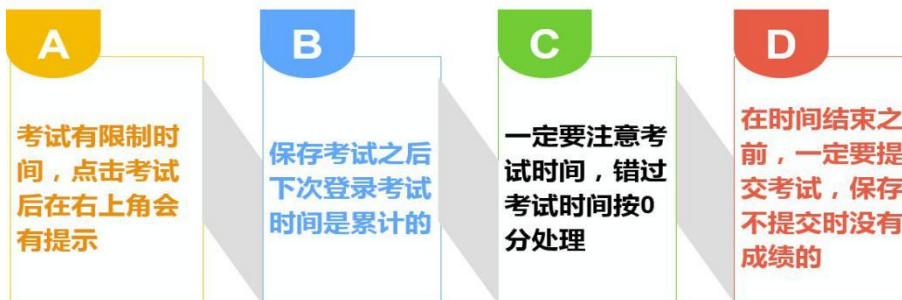 A
考试有限制时
间，点击考试
后在右上角会
有提示
B
保存考试之后
下次登录考试
时间是累计的
C
一定要注意考
试时间，错过
考试时间按0
分处理
D
在时间结束之
前，一定要提
交考试，保存
不提交时没有
成绩的